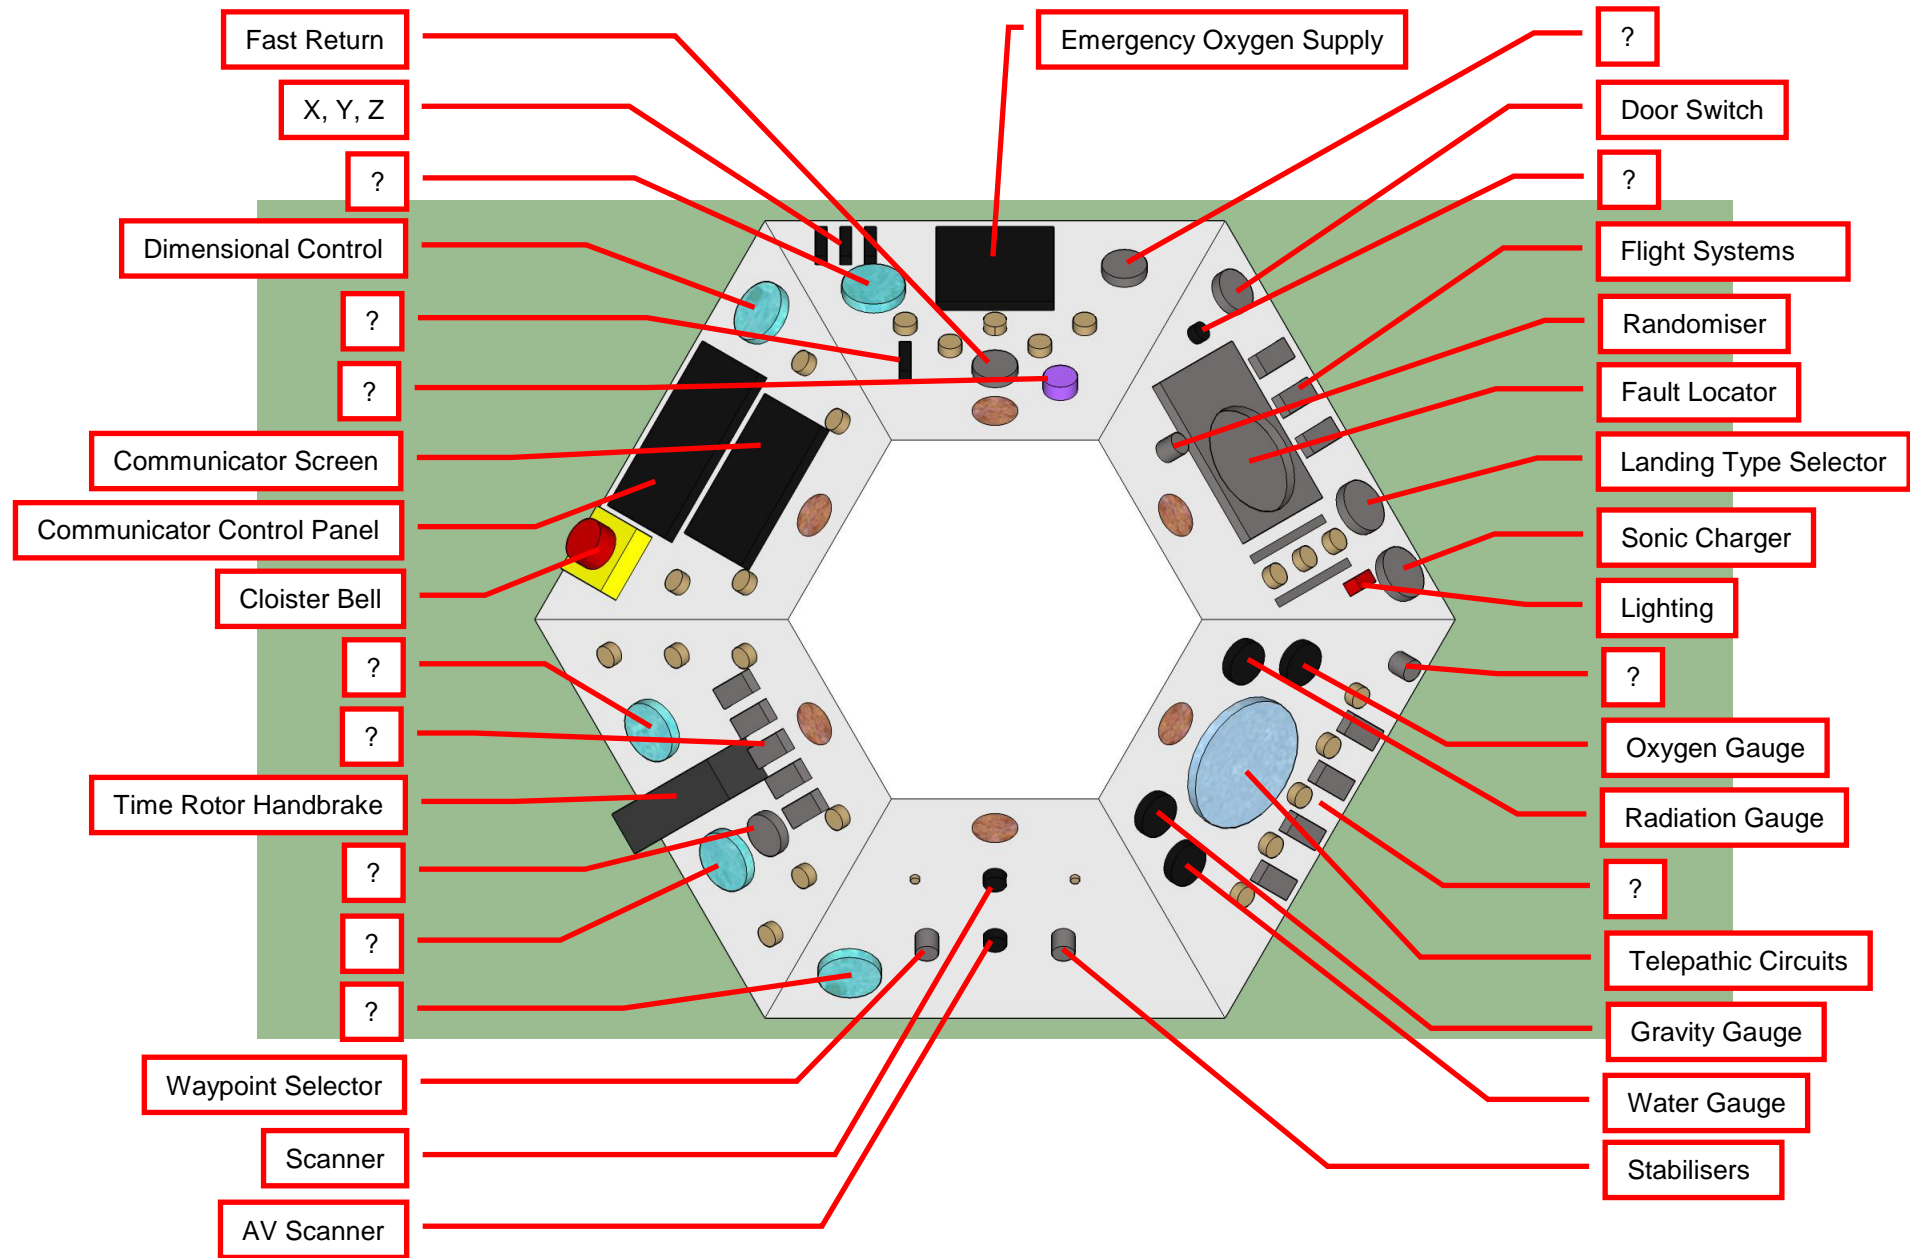 Fast Return
X, Y, Z
?
Dimensional Control
?
?
Communicator Screen
Communicator Control Panel
Cloister Bell
?
?
Time Rotor Handbrake
?
?
?
Waypoint Selector
Scanner
AV Scanner
Emergency Oxygen Supply
?
Door Switch
?
Flight Systems
Randomiser
Fault Locator
Landing Type Selector
Sonic Charger
Lighting
?
Oxygen Gauge
Radiation Gauge
?
Telepathic Circuits
Gravity Gauge
Water Gauge
Stabilisers